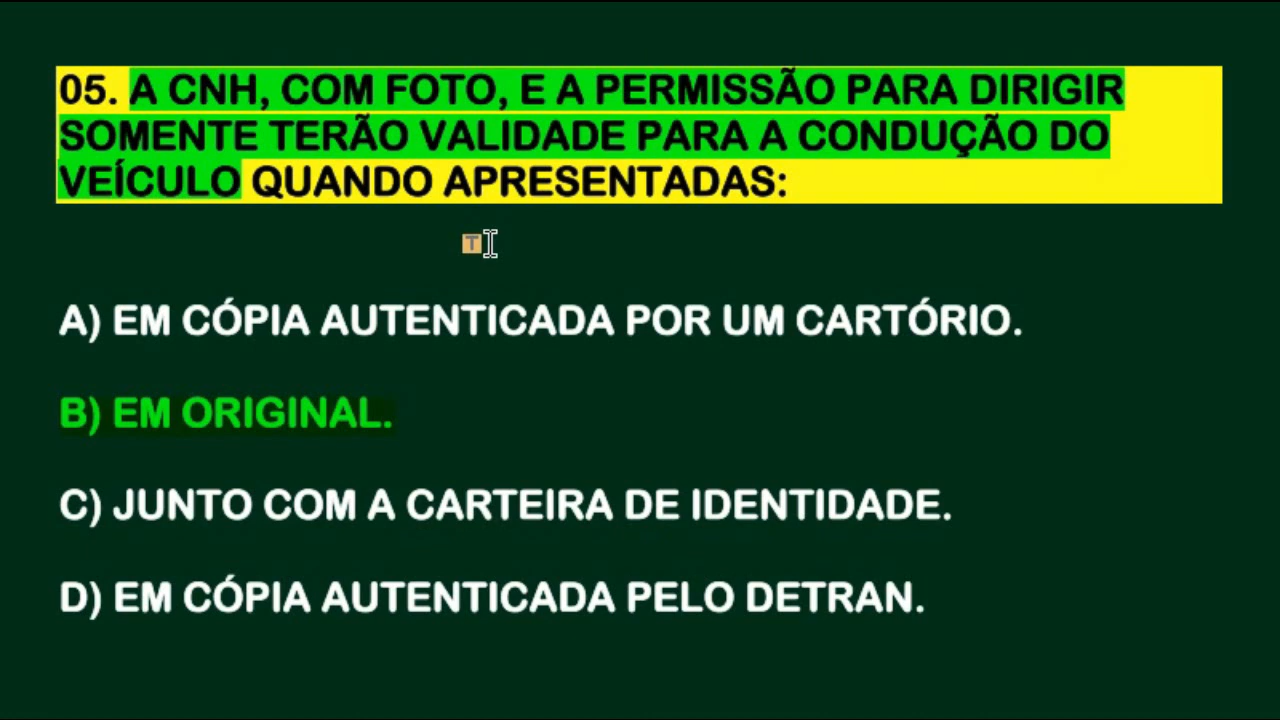 05. A CNH, COM FOTO, E A PERMISSÃO PARA DIRIGIR
SOMENTE TERÃO VALIDADE PARA A CONDUÇÃO DO
VEÍCULO QUANDO APRESENTADAS:
T
A) EM CÓPIA AUTENTICADA POR UM CARTÓRIO.
B) EM ORIGINAL.
C) JUNTO COM A CARTEIRA DE IDENTIDADE.
D) EM CÓPIA AUTENTICADA PELO DETRAN.